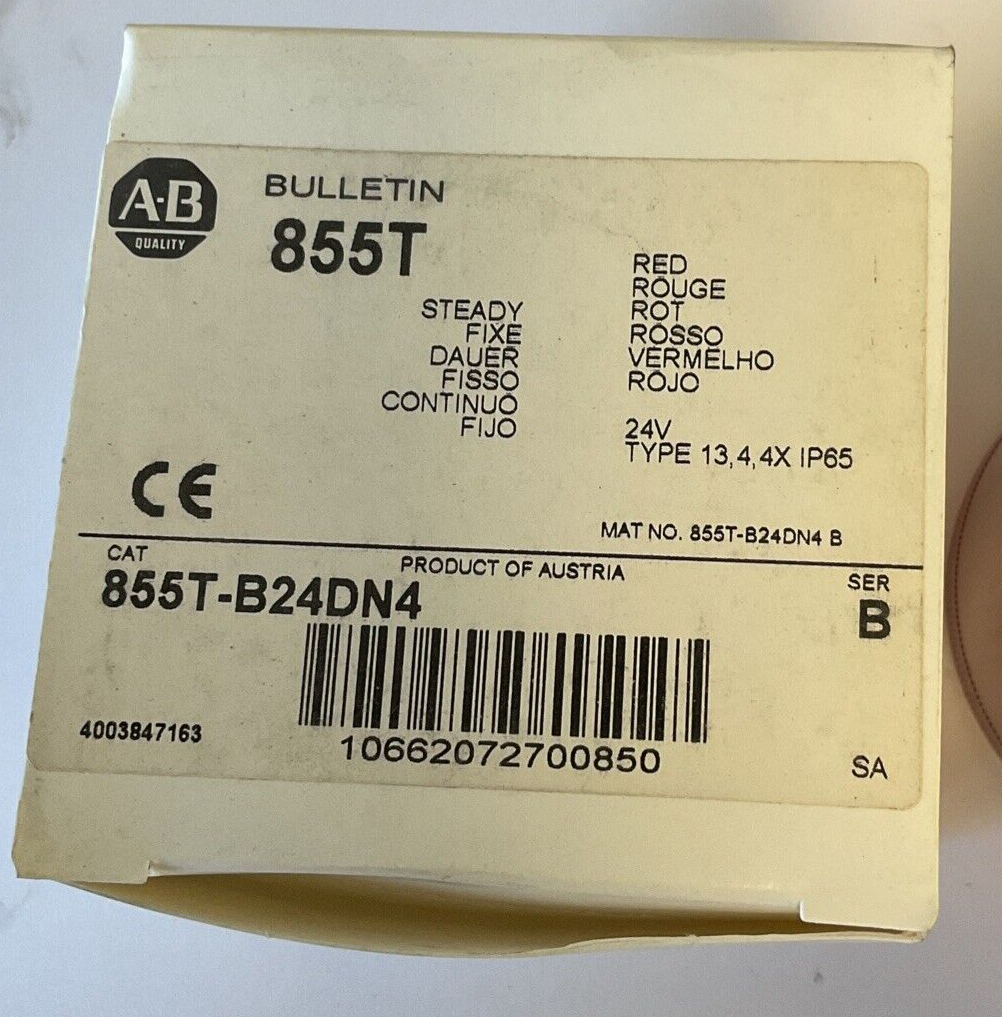 A-B
QUALITY
BULLETIN
855T
STEADY
FIXE
DAUER
FISSO
CONTINUO
FIJO
RED
ROUGE
ROT
ROSSO
VERMELHO
ROJO
24V
TYPE 13,4,4X IP65
CE
MAT NO. 855T-B24DN4 B
CAT
PRODUCT OF AUSTRIA
SER
855T-B24DN4
B
4003847163
10662072700850
SA